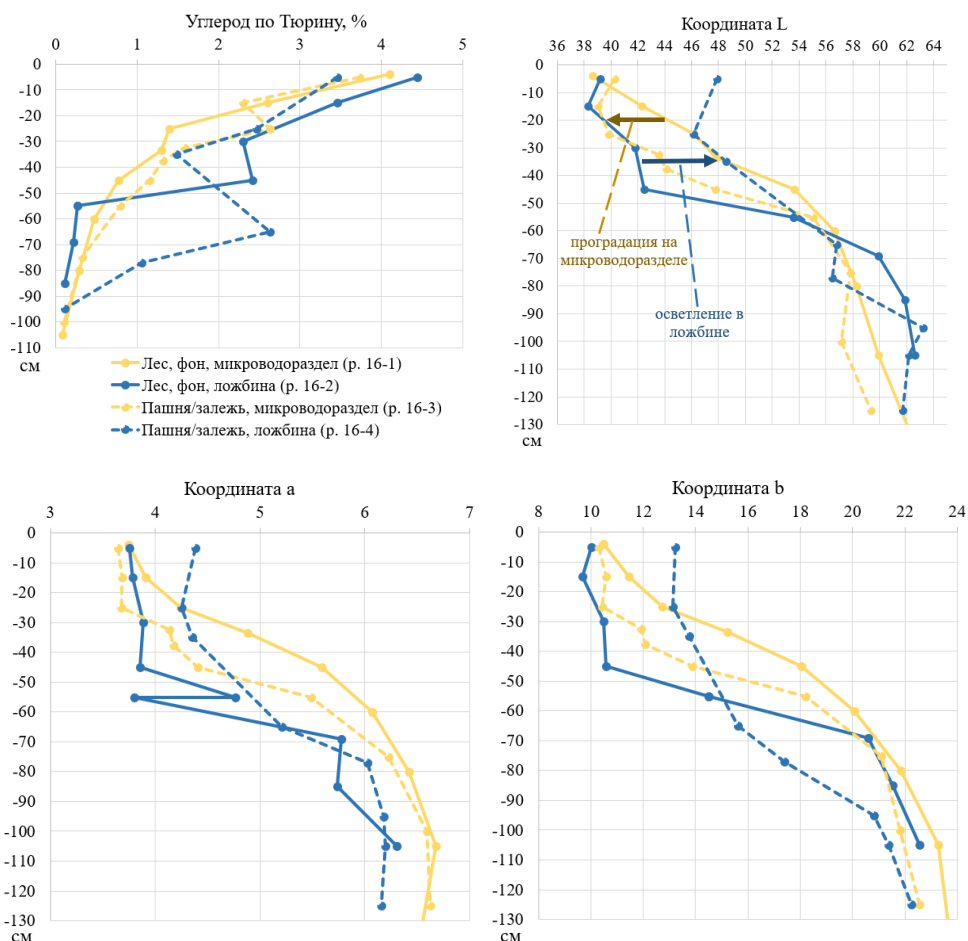 Углерод по Тюрину, %
0 1 2 3 4 5
0
-10
-20
-30
-40
-50
-60
-70
-80
-90
-100
-110
см
Лес, фон, микроводораздел (р. 16-1)
Лес, фон, ложбина (р. 16-2)
Пашня/залежь, микроводораздел (р. 16-3)
Пашня/залежь, ложбина (р. 16-4)
Координата L
36 38 40 42 44 46 48 50 52 54 56 58 60 62 64
0
-10
-20
-30
-40
-50
-60
-70
-80
-90
-100
-110
-120
-130
см
проградация на
микроводоразделе
осветление в
ложбине
Координата a
3 4 5 6 7
0
-10
-20
-30
-40
-50
-60
-70
-80
-90
-100
-110
-120
-130
см
Координата b
8 10 12 14 16 18 20 22 24
0
-10
-20
-30
-40
-50
-60
-70
-80
-90
-100
-110
-120
-130
см